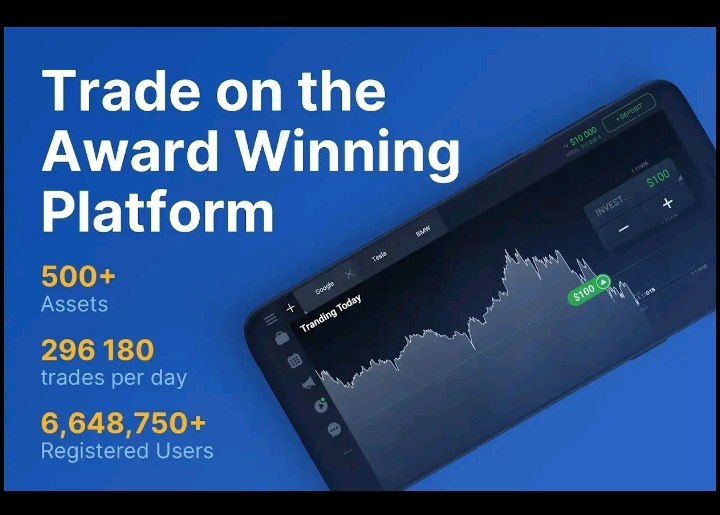 Trade on the
Award Winning
Platform
500+
Assets
296 180
trades per day
6,648,750+
Registered Users
+ DEPOSIT
$10 000
Google
Tesla
BMW
Tranding Today
INVEST.
$100
$100